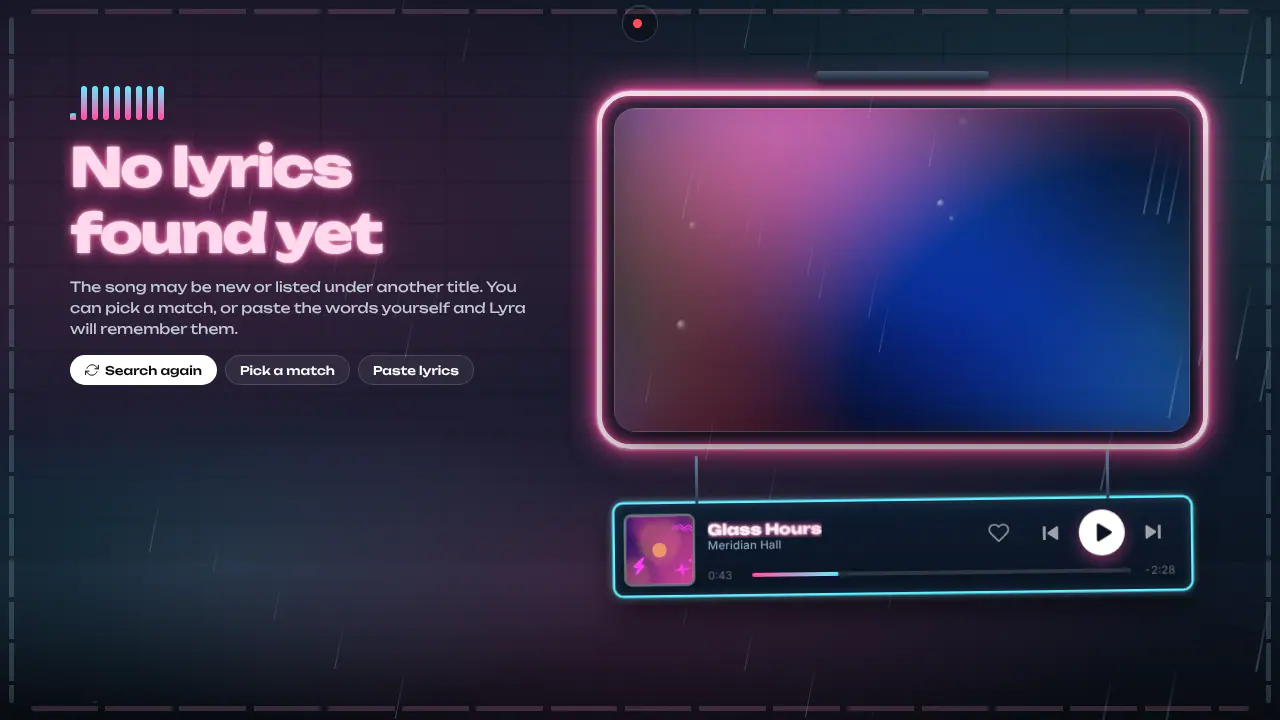 No lyrics
found yet
The song may be new or listed under another title. You
can pick a match, or paste the words yourself and Lyra
will remember them.
Search again
Pick a match
Paste lyrics
Glass Hours
Meridian Hall
0:43
-2:28